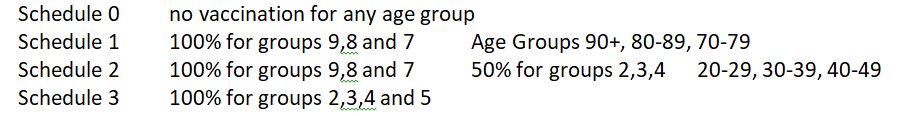 Schedule 0 no vaccination for any age group
Schedule 1 100% for groups 9,8 and 7 Age Groups 90+, 80-89, 70-79
Schedule 2 100% for groups 9,8 and 7 50% for groups 2,3,4 20-29, 30-39, 40-49
Schedule 3 100% for groups 2,3,4 and 5